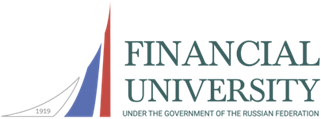 1919
FINANCIAL
UNIVERSITY
UNDER THE GOVERNMENT OF THE RUSSIAN FEDERATION